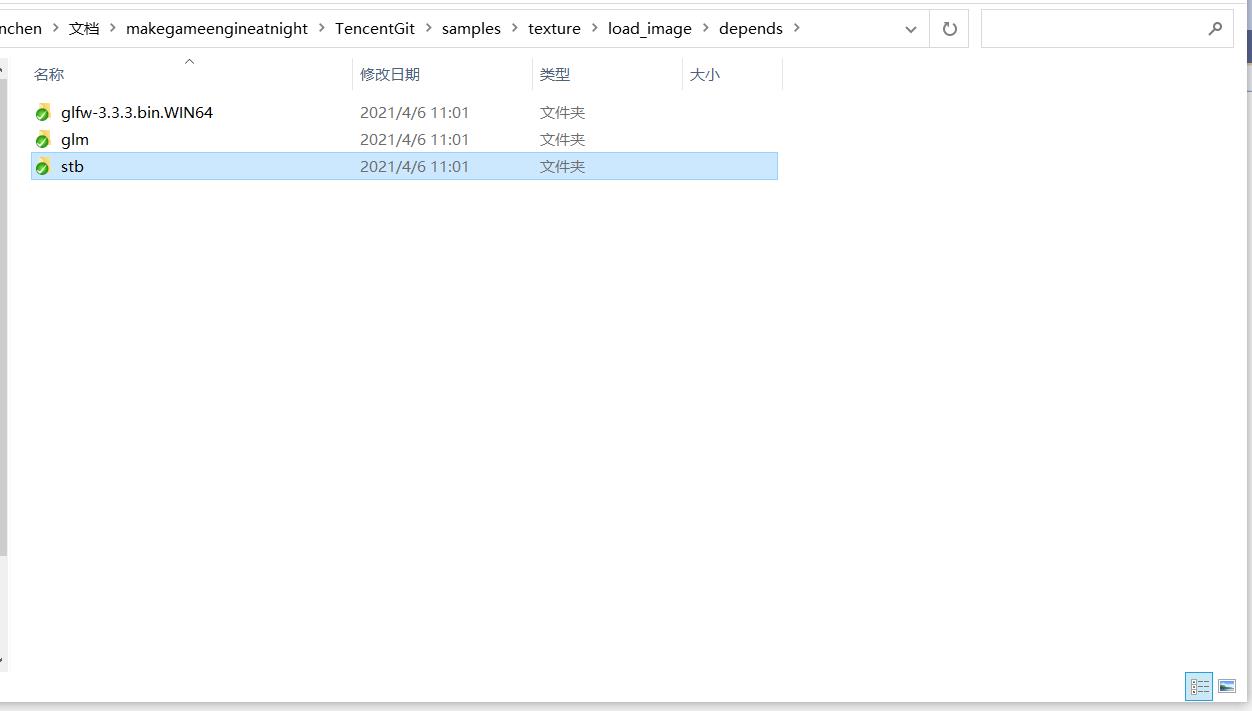 nchen > 文档 > makegameengineatnight > TencentGit > samples > texture > load_image > depends >
名称 修改日期 类型 大小
glfw-3.3.3.bin.WIN64 2021/4/6 11:01 文件夹
glm 2021/4/6 11:01 文件夹
stb 2021/4/6 11:01 文件夹